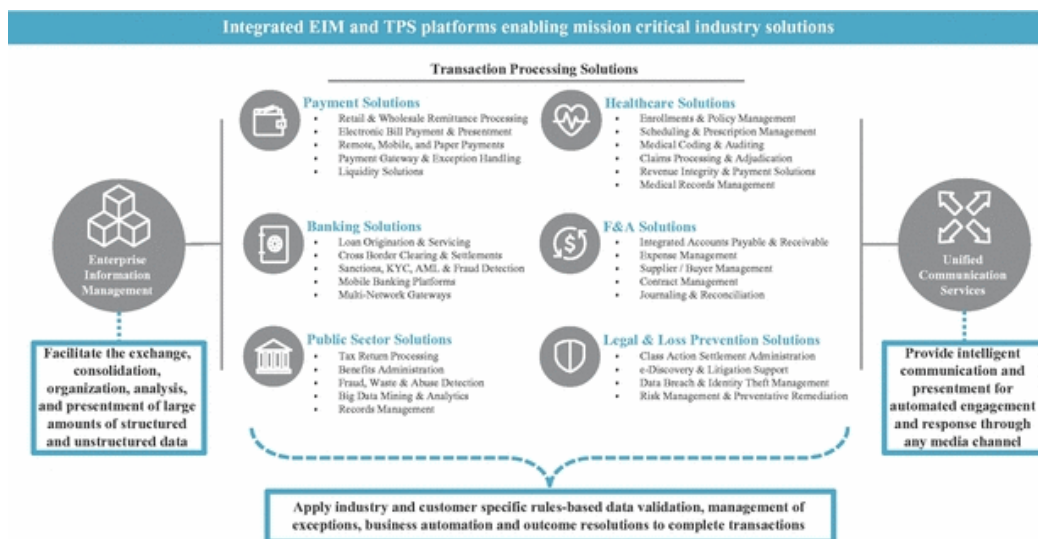 Integrated EIM and TPS platforms enabling mission critical industry solutions
Transaction Processing Solutions
Payment Solutions
• Retail & Wholesale Remittance Processing
• Electronic Bill Payment & Presentment
• Remote, Mobile, and Paper Payments
• Payment Gateway & Exception Handling
• Liquidity Solutions
Healthcare Solutions
• Enrollments & Policy Management
• Scheduling & Prescription Management
• Medical Coding & Auditing
• Claims Processing & Adjudication
• Revenue Integrity & Payment Solutions
• Medical Records Management
Enterprise
Information
Management
Banking Solutions
• Loan Origination & Servicing
• Cross Border Clearing & Settlements
• Sanctions, KYC, AML & Fraud Detection
• Mobile Banking Platforms
• Multi-Network Gateways
F&A Solutions
• Integrated Accounts Payable & Receivable
• Expense Management
• Supplier / Buyer Management
• Contract Management
• Journaling & Reconciliation
Unified
Communication
Services
Facilitate the exchange,
consolidation,
organization, analysis,
and presentment of large
amounts of structured
and unstructured data
Public Sector Solutions
• Tax Return Processing
• Benefits Administration
• Fraud, Waste & Abuse Detection
• Big Data Mining & Analytics
• Records Management
Legal & Loss Prevention Solutions
• Class Action Settlement Administration
• e-Discovery & Litigation Support
• Data Breach & Identity Theft Management
• Risk Management & Preventative Remediation
Provide intelligent
communication and
presentment for
automated engagement
and response through
any media channel
Apply industry and customer specific rules-based data validation, management of
exceptions, business automation and outcome resolutions to complete transactions